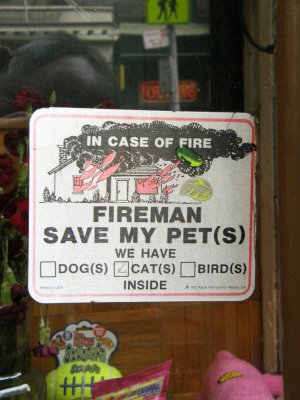 IN CASE OF FIRE
FIREMAN
SAVE MY PET(S)
WE HAVE
DOG(S) CAT(S) BIRD(S)
INSIDE